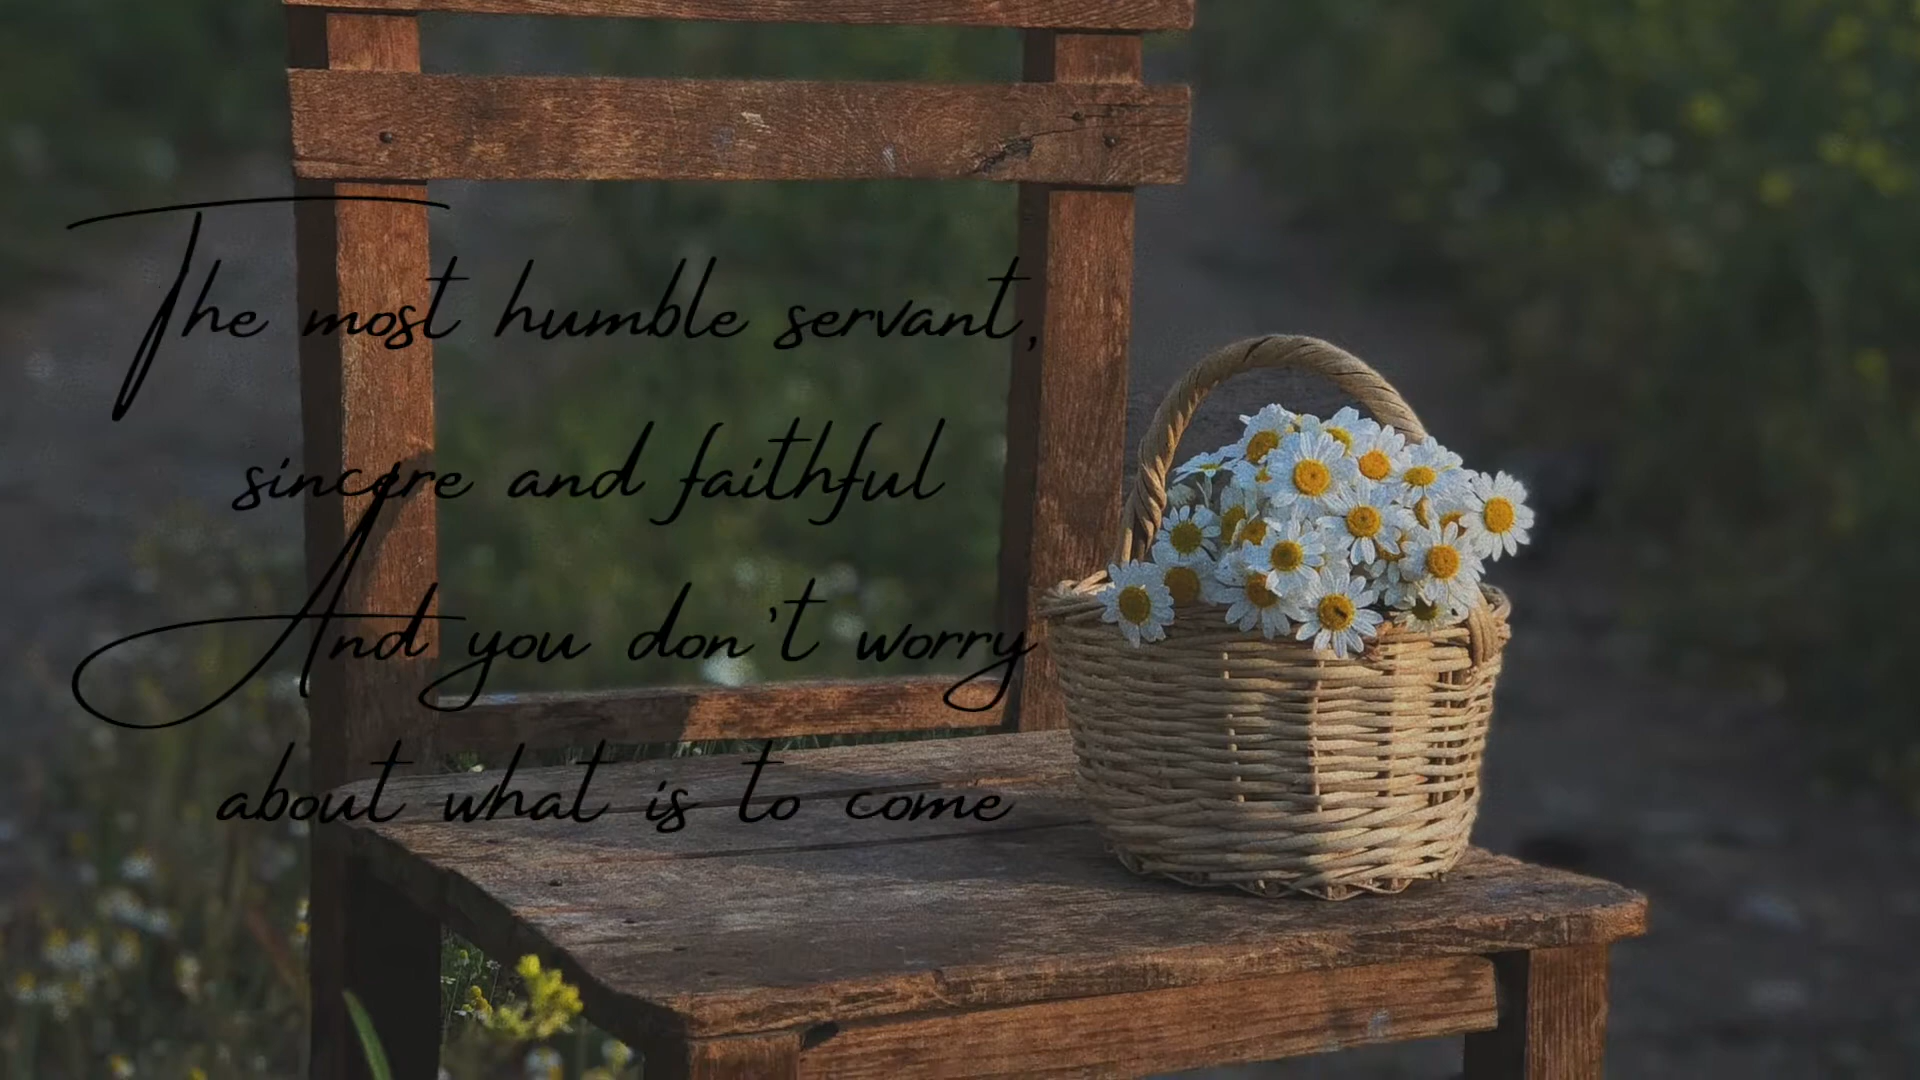 The most humble servant,
sincere and faithful
And you don't worry
about what is to come